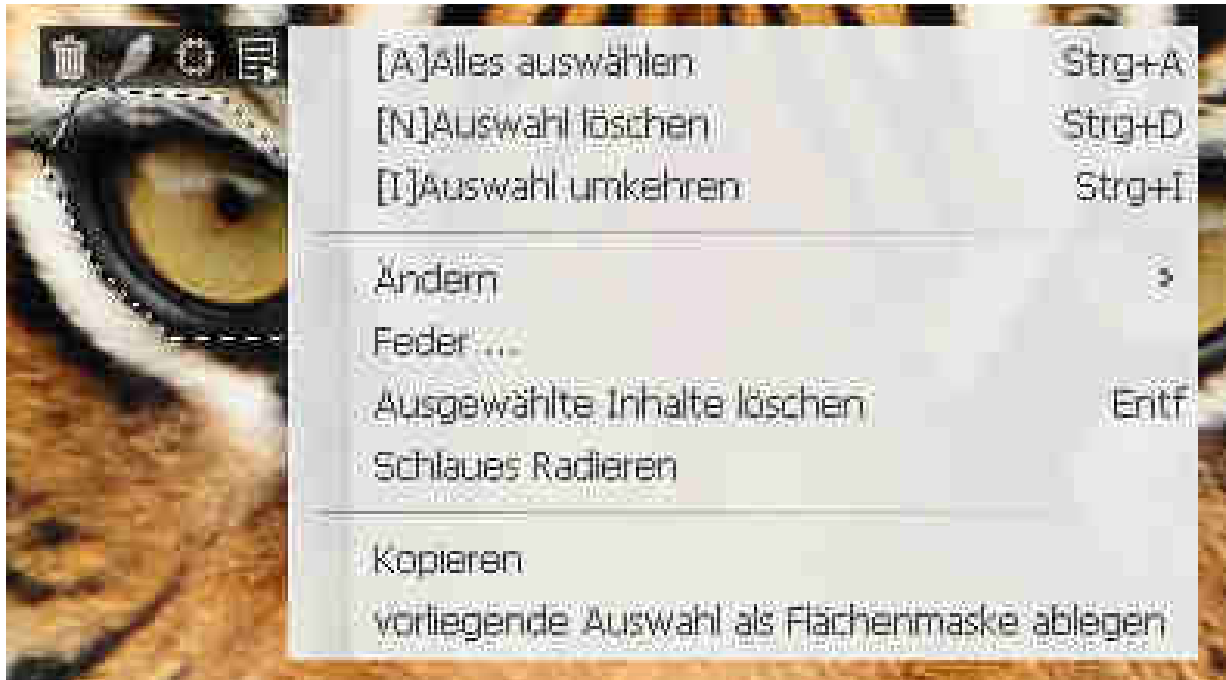 [A]Alles auswählen Strg+A
[N]Auswahl löschen Strg+D
[I]Auswahl umkehren Strg+I
Ändern >
Feder ...
Ausgewählte Inhalte löschen Entf
Schlaues Radieren
Kopieren
vorliegende Auswahl als Flächenmaske ablegen